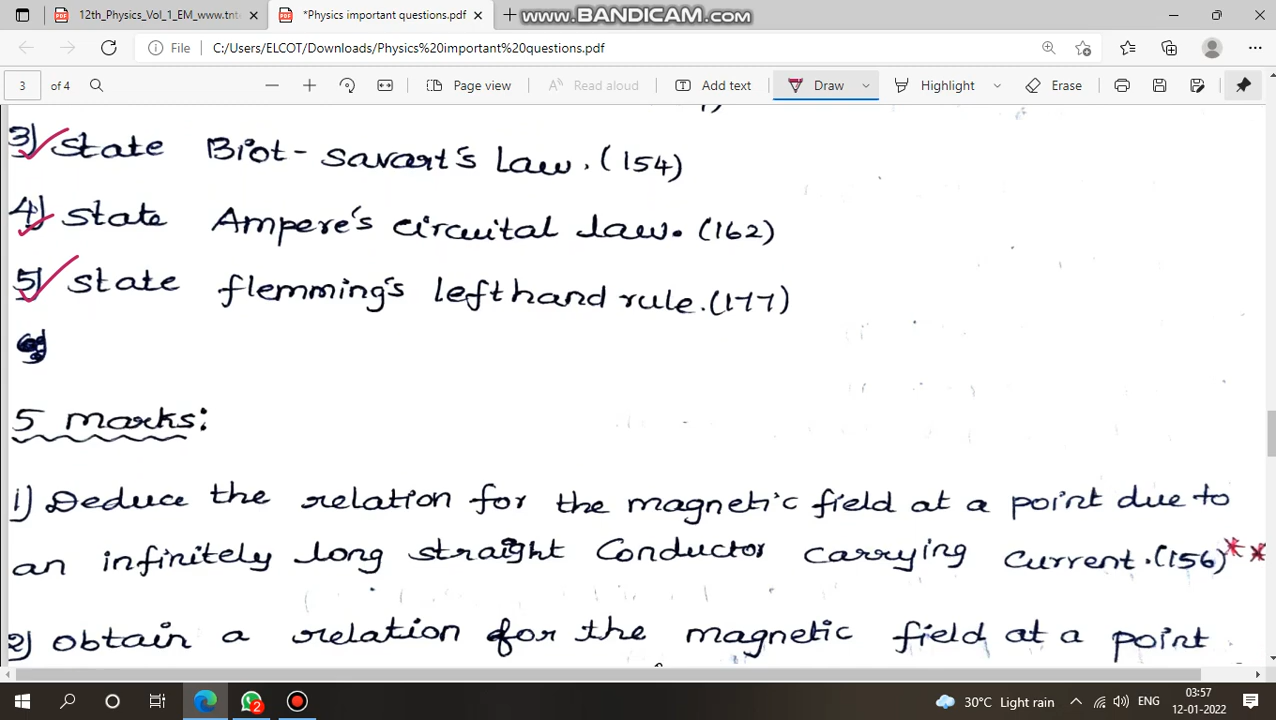 12th_Physics_Vol_1_EM_www.tnt
*Physics important questions.pdf
www.BANDICAM.com
File
C:/Users/ELCOT/Downloads/Physics%20important%20questions.pdf
3 of 4
Page view
Read aloud
Add text
Draw
Highlight
Erase
3) State Biot-Savart's Law. (154)
4) State Ampere's circuital law. (162)
5) State flemming's left hand rule. (177)
5 marks:
1) Deduce the relation for the magnetic field at a point due to
an infinitely long straight Conductor carrying current. (156)**
2) Obtain a relation for the magnetic field at a point
2
30°C Light rain
ENG
03:57
12-01-2022